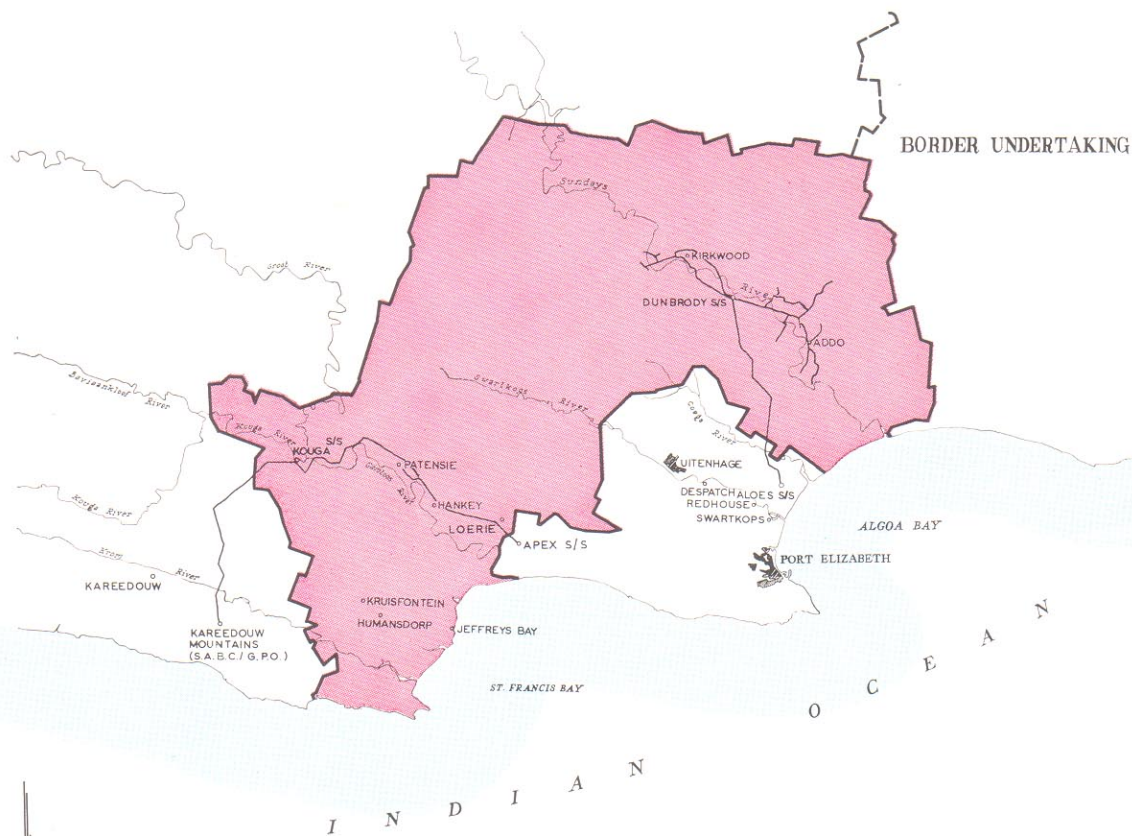 BORDER UNDERTAKING
Sundays
River
Groot River
KIRKWOOD
DUNBRODY S/S
ADDO
Baviaankloof
River
Swartkops River
Coega River
Kouga River
S/S
KOUGA
PATENSIE
Gamtoos
River
HANKEY
LOERIE
APEX S/S
UITENHAGE
DESPATCH
ALOES S/S
REDHOUSE
SWARTKOPS
ALGOA BAY
PORT ELIZABETH
Kouga River
Krom
River
KAREEDOUW
KAREEDOUW
MOUNTAINS
(S.A.B.C./G.P.O.)
KRUISFONTEIN
HUMANSDORP
JEFFREYS BAY
ST. FRANCIS BAY
INDIAN OCEAN